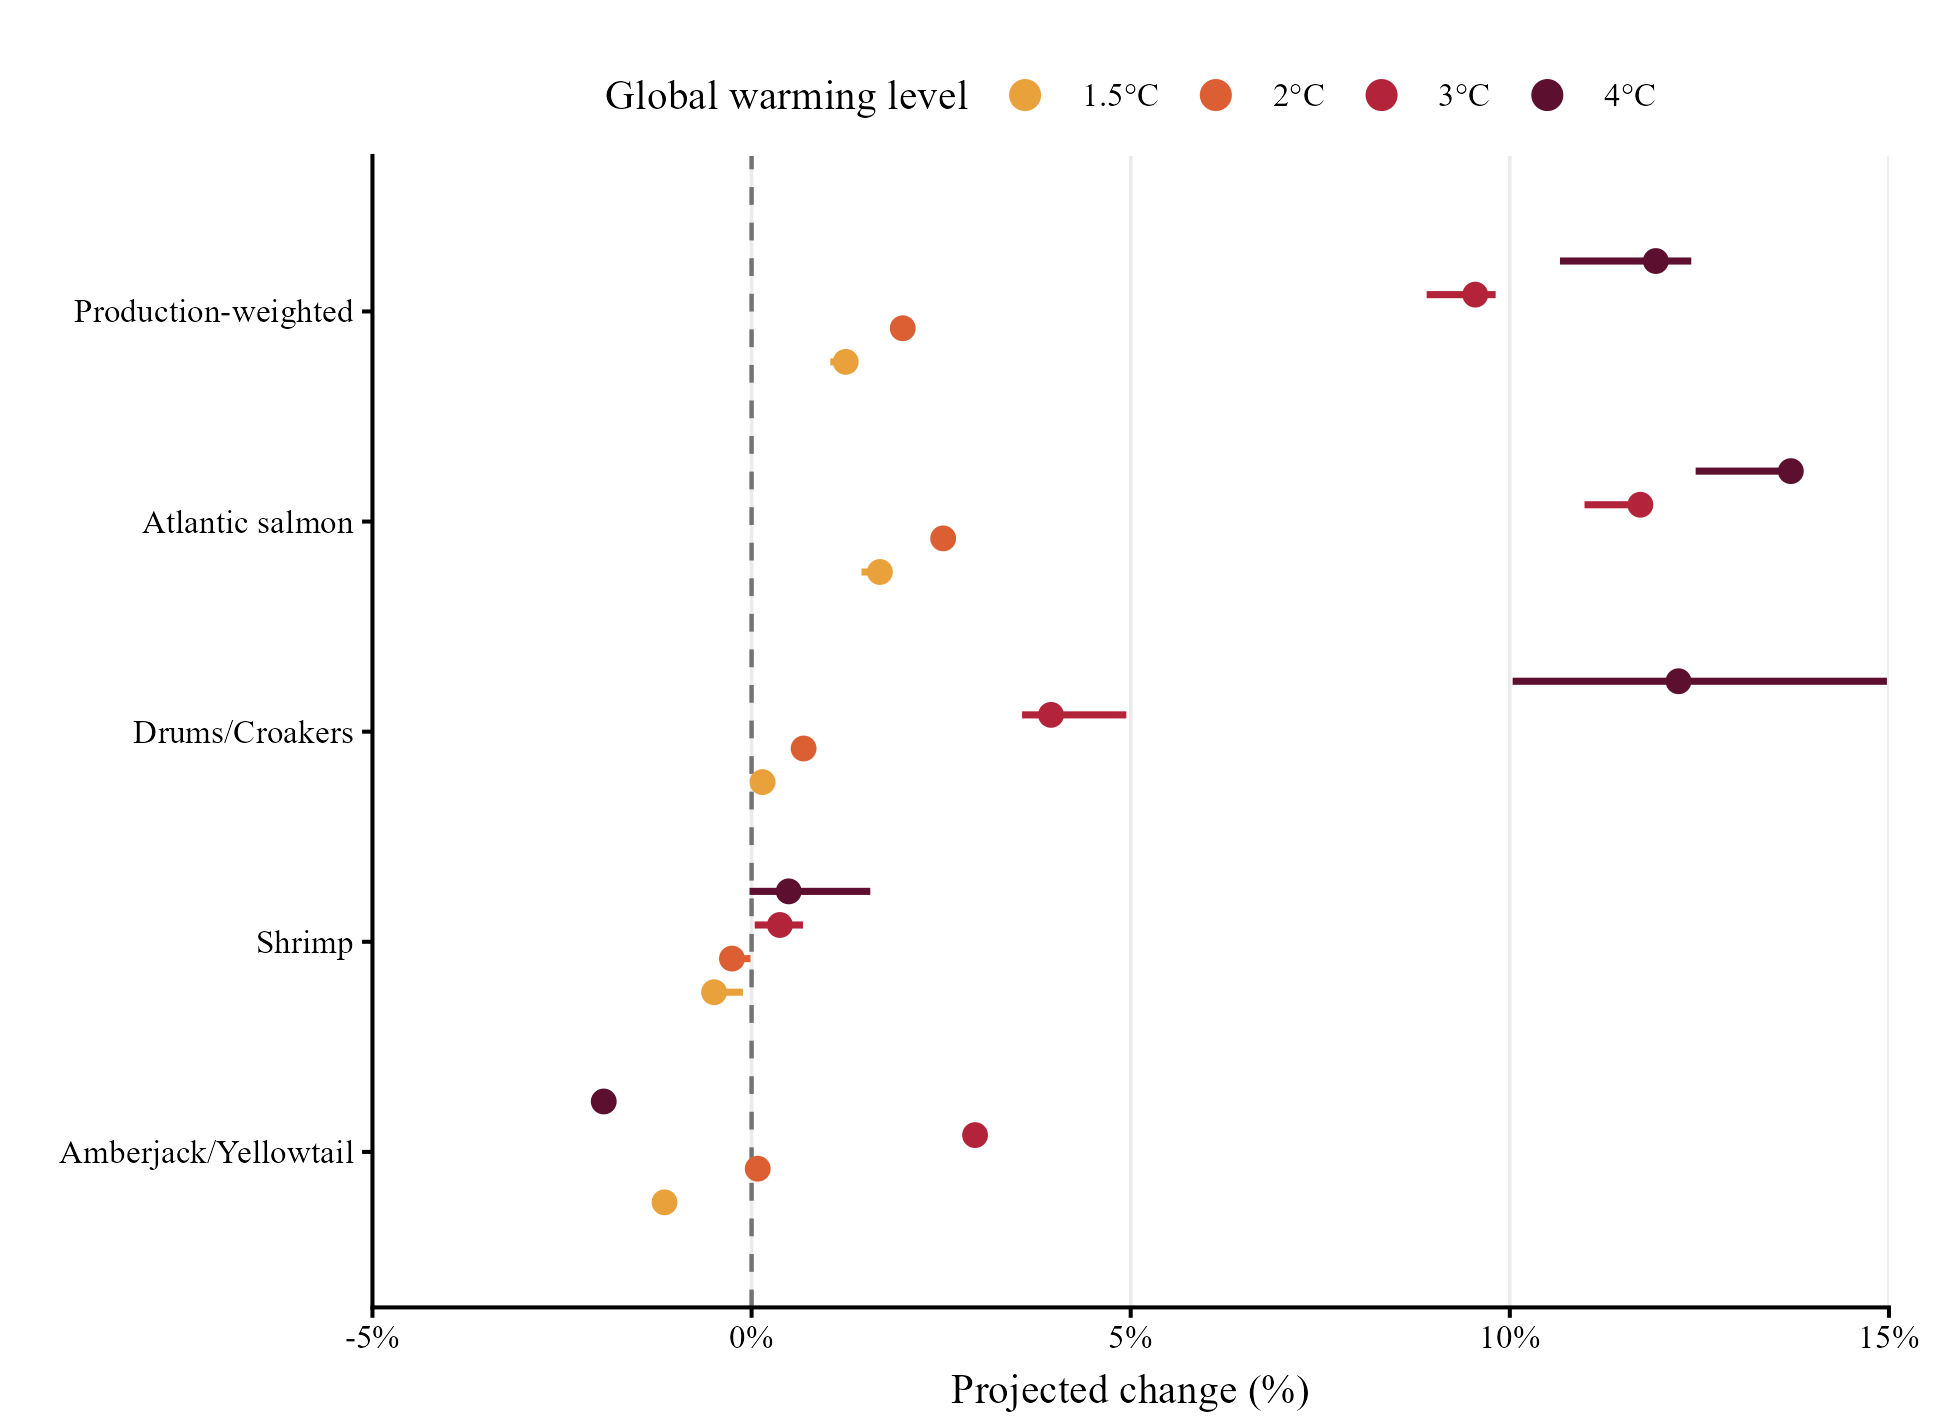 Global warming level 1.5°C 2°C 3°C 4°C
Production-weighted
Atlantic salmon
Drums/Croakers
Shrimp
Amberjack/Yellowtail
-5% 0% 5% 10% 15%
Projected change (%)